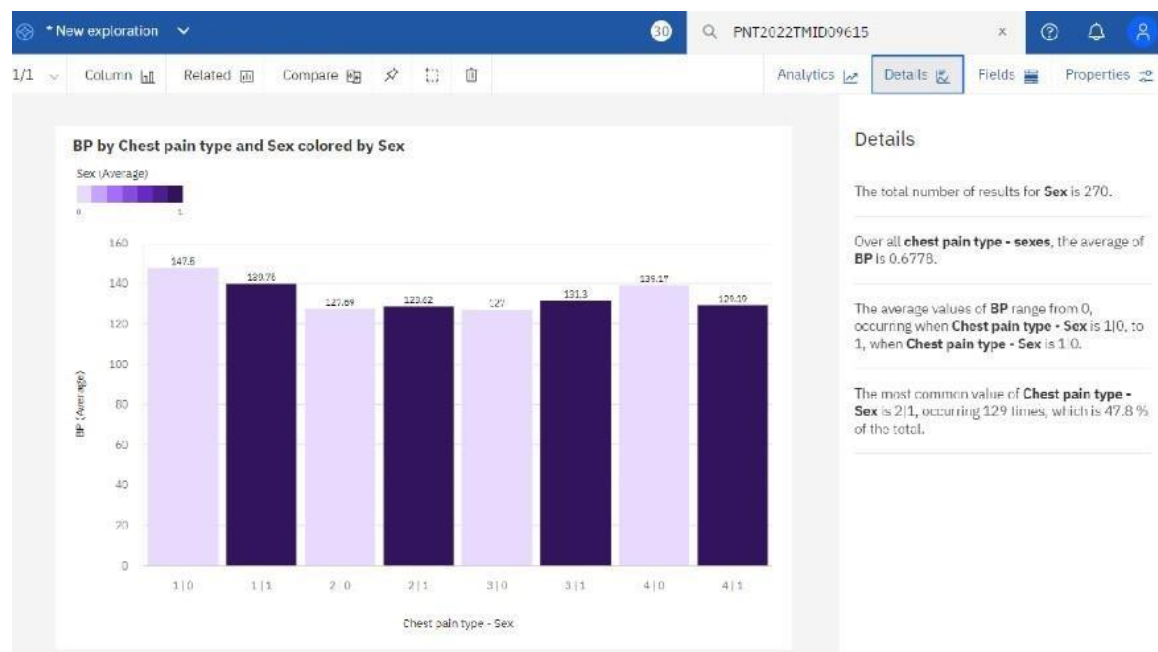 * New exploration
30
PNT2022TMID09615
x
1/1
Column
Related
Compare
Analytics
Details
Fields
Properties
BP by Chest pain type and Sex colored by Sex
Sex (Average)
0
1
BP (Average)
160
140
120
100
80
60
40
20
0
147.5
139.76
127.69
127
131.3
139.17
1|0
1|1
2 0
2|1
3|0
3|1
4|0
4|1
Chest pain type - Sex
Details
The total number of results for Sex is 270.
Over all chest pain type - sexes, the average of
BP is 0.6778.
The average values of BP range from 0,
occurring when Chest pain type - Sex is 1|0, to
1, when Chest pain type - Sex is 1 0.
The most common value of Chest pain type -
Sex is 2|1, occurring 129 times, which is 47.8 %
of the total.